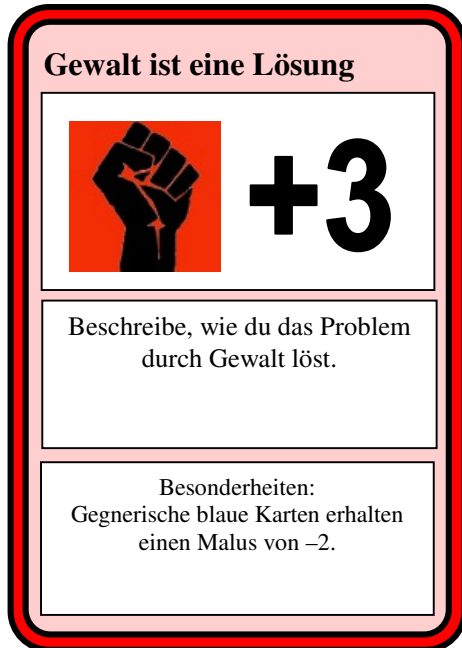 Gewalt ist eine Lösung
+3
Beschreibe, wie du das Problem
durch Gewalt löst.
Besonderheiten:
Gegnerische blaue Karten erhalten
einen Malus von –2.